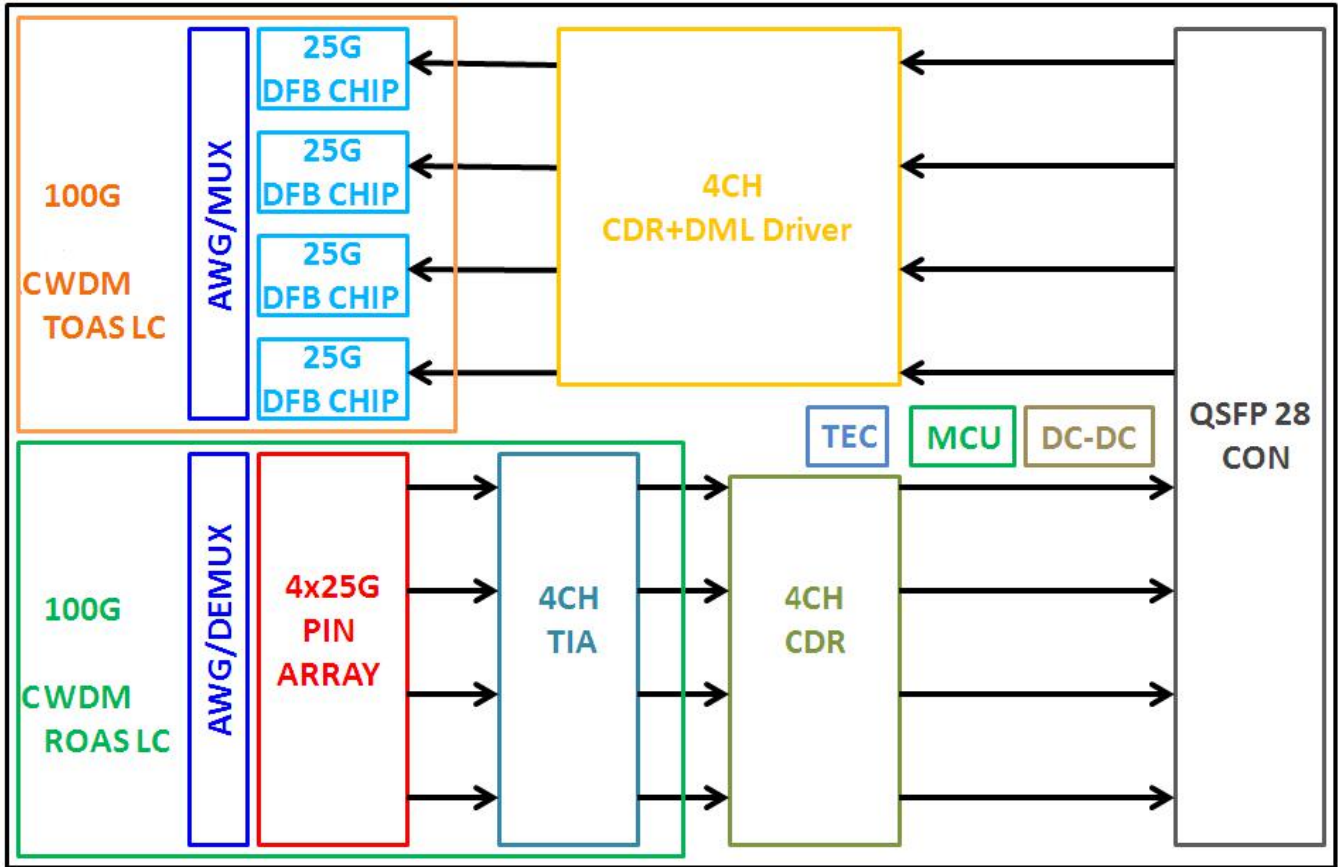 100G
CWDM
TOAS LC
AWG/MUX
25G
DFB CHIP
25G
DFB CHIP
25G
DFB CHIP
25G
DFB CHIP
4CH
CDR+DML Driver
QSFP 28
CON
TEC
MCU
DC-DC
100G
CWDM
ROAS LC
AWG/DEMUX
4x25G
PIN
ARRAY
4CH
TIA
4CH
CDR